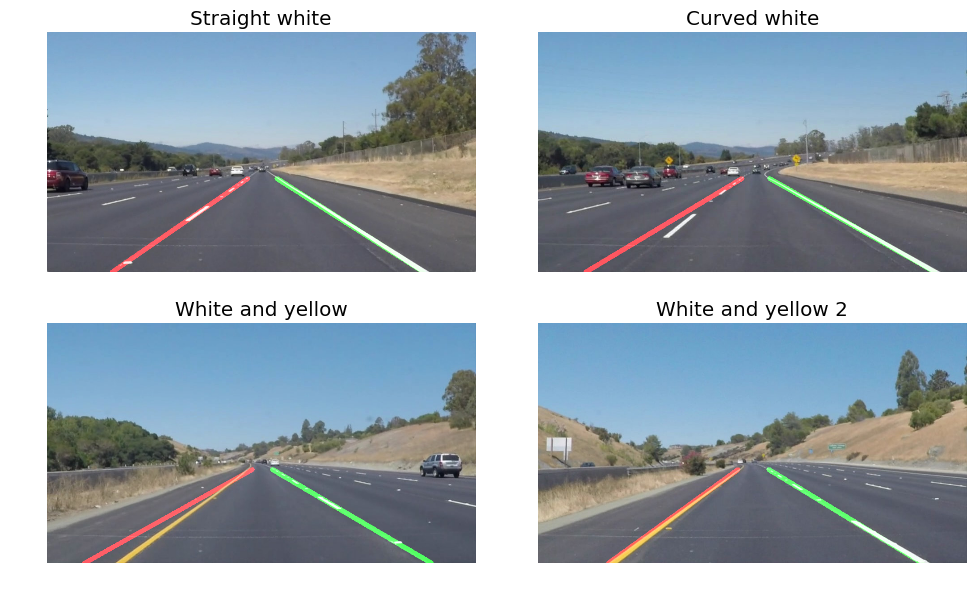 Straight white
Curved white
White and yellow
White and yellow 2